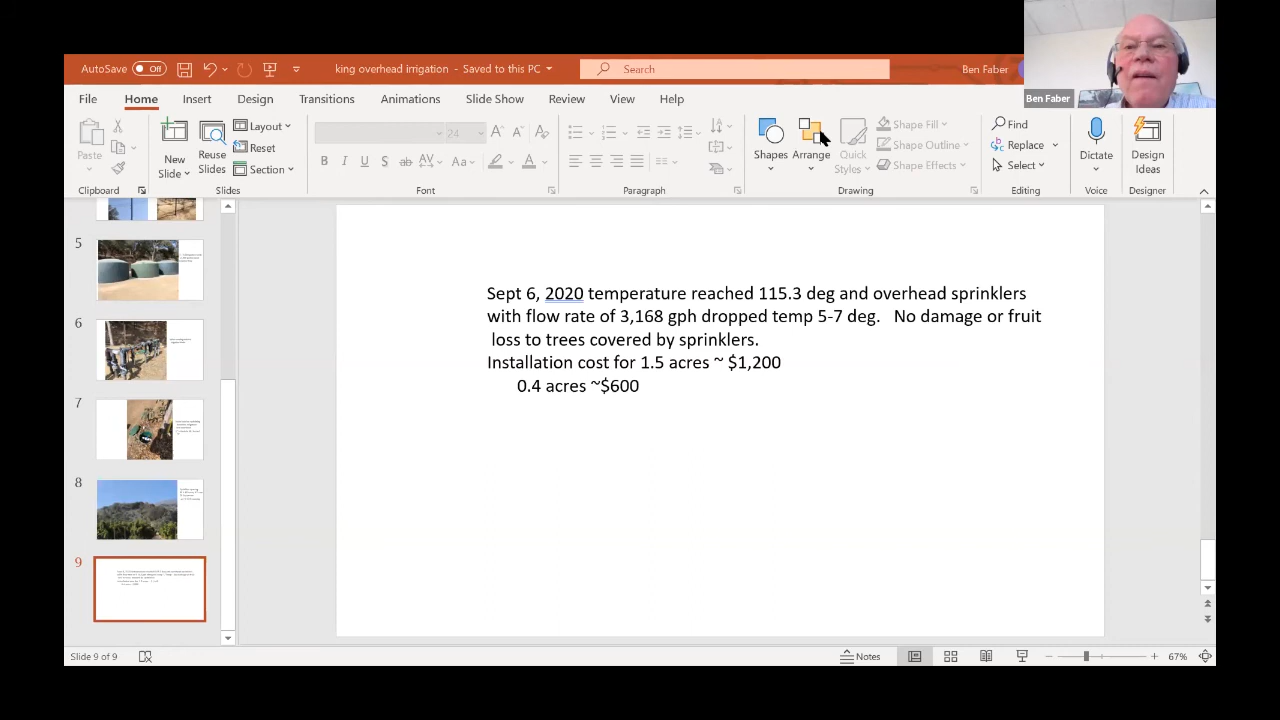 AutoSave Off king overhead irrigation - Saved to this PC Search Ben Faber
Ben Faber
File Home Insert Design Transitions Animations Slide Show Review View Help
Paste
New Slide
Reuse Slides
Layout
Reset
Section
24
Aa
Shapes
Arrange
Quick Styles
Shape Fill
Shape Outline
Shape Effects
Find
Replace
Select
Dictate
Design Ideas
Clipboard Slides Font Paragraph Drawing Editing Voice Designer
5
6
7
8
9
Sept 6, 2020 temperature reached 115.3 deg and overhead sprinklers
with flow rate of 3,168 gph dropped temp 5-7 deg. No damage or fruit
loss to trees covered by sprinklers.
Installation cost for 1.5 acres ~ $1,200
0.4 acres ~$600
Slide 9 of 9 Notes 67%